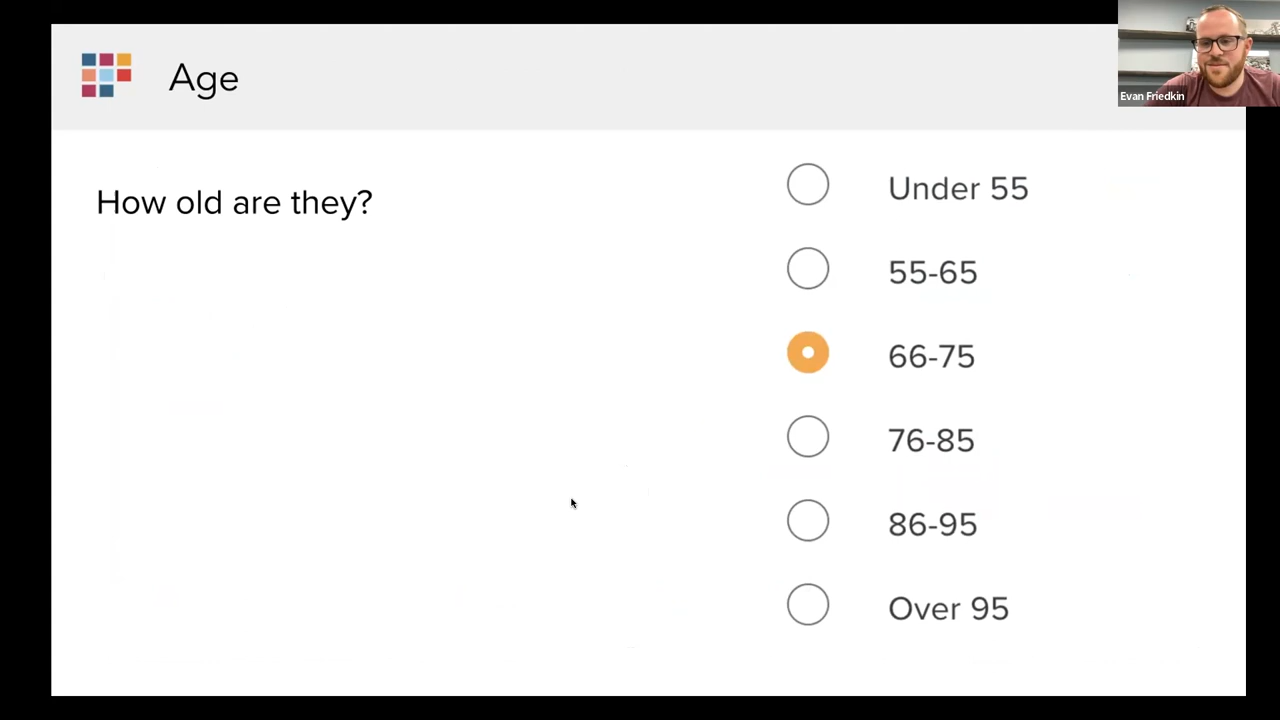 Age
Evan Friedkin
How old are they?
Under 55
55-65
66-75
76-85
86-95
Over 95